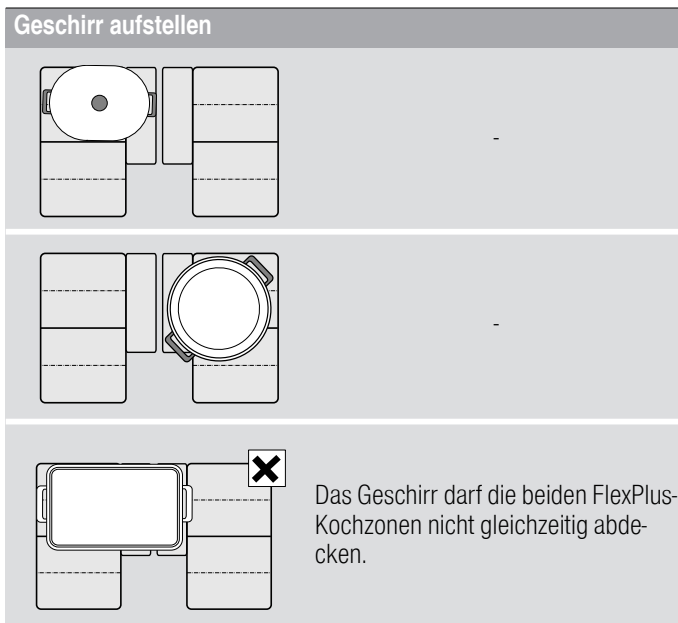 Geschirr aufstellen
-
-
Das Geschirr darf die beiden FlexPlus-
Kochzonen nicht gleichzeitig abde-
cken.